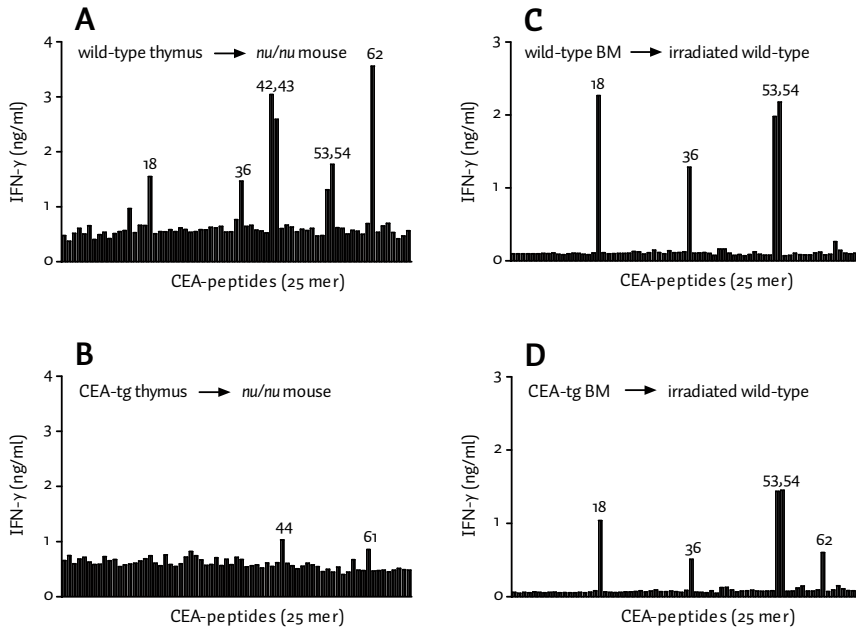 A
wild-type thymus → nu/nu mouse
IFN-γ (ng/ml)
4
3
2
1
0
18
36
42,43
53,54
62
CEA-peptides (25 mer)
B
CEA-tg thymus → nu/nu mouse
IFN-γ (ng/ml)
4
3
2
1
0
44
61
CEA-peptides (25 mer)
C
wild-type BM → irradiated wild-type
IFN-γ (ng/ml)
3
2
1
0
18
36
53,54
CEA-peptides (25 mer)
D
CEA-tg BM → irradiated wild-type
IFN-γ (ng/ml)
3
2
1
0
18
36
53,54
62
CEA-peptides (25 mer)